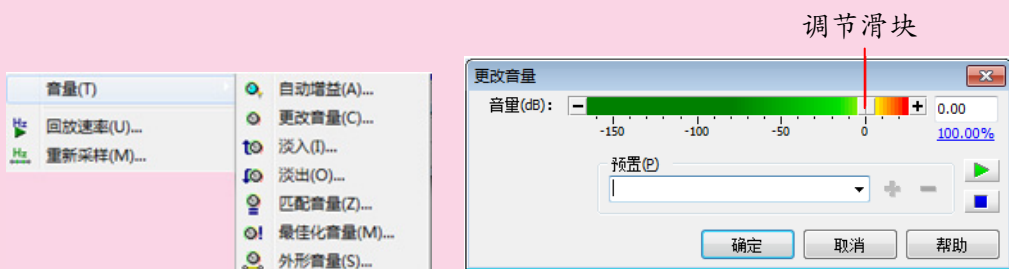 调节滑块
音量(T)
回放速率(U)...
重新采样(M)...
自动增益(A)...
更改音量(C)...
淡入(I)...
淡出(O)...
匹配音量(Z)...
最佳化音量(M)...
外形音量(S)...
更改音量
音量(dB): 0.00
-150 -100 -50 0 100.00%
预置(P)
确定 取消 帮助